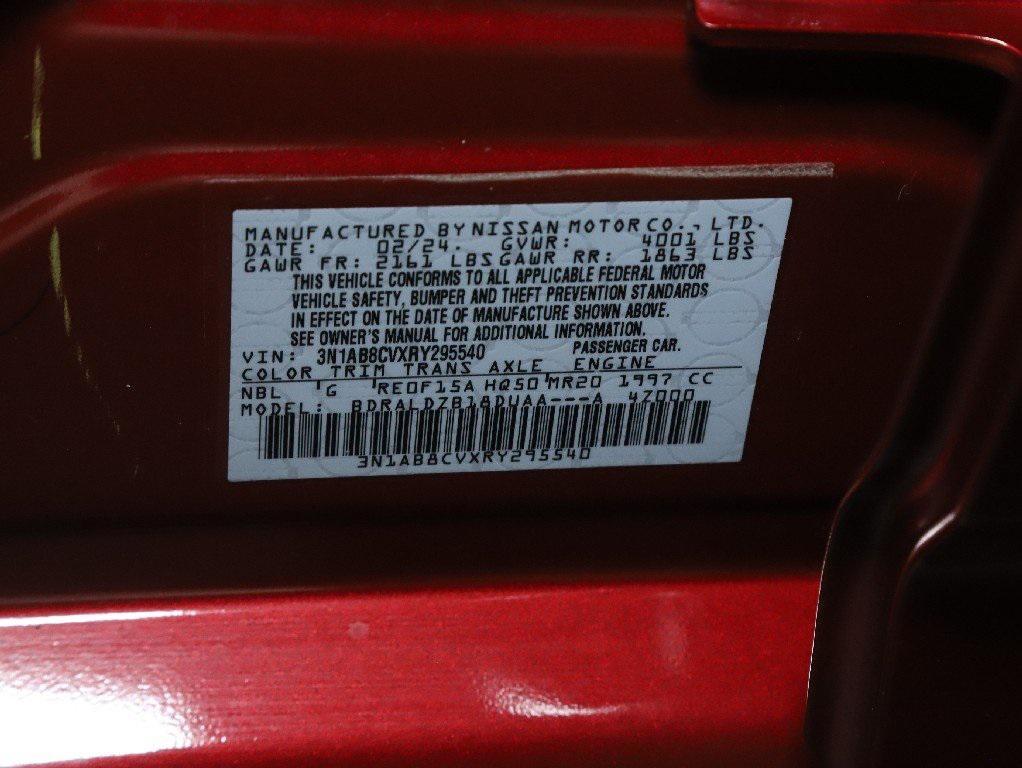 MANUFACTURED BY NISSAN MOTOR CO., LTD.
DATE: 02/24. GVWR: 4001 LBS
GAWR FR: 2161 LBS GAWR RR: 1863 LBS
THIS VEHICLE CONFORMS TO ALL APPLICABLE FEDERAL MOTOR
VEHICLE SAFETY, BUMPER AND THEFT PREVENTION STANDARDS
IN EFFECT ON THE DATE OF MANUFACTURE SHOWN ABOVE.
SEE OWNER'S MANUAL FOR ADDITIONAL INFORMATION.
VIN: 3N1AB8CVXRY295540 PASSENGER CAR.
COLOR TRIM TRANS AXLE ENGINE
NBL G RE0F15A HQ50 MR20 1997 CC
MODEL: BDRALDZB18DUAA---A 4Z000
3N1AB8CVXRY295540